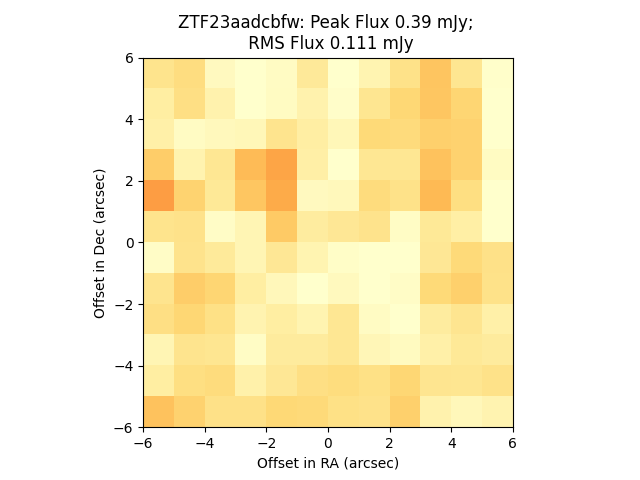 ZTF23aadcbfw: Peak Flux 0.39 mJy;
RMS Flux 0.111 mJy
6
4
2
0
−2
−4
−6
Offset in Dec (arcsec)
−6 −4 −2 0 2 4 6
Offset in RA (arcsec)